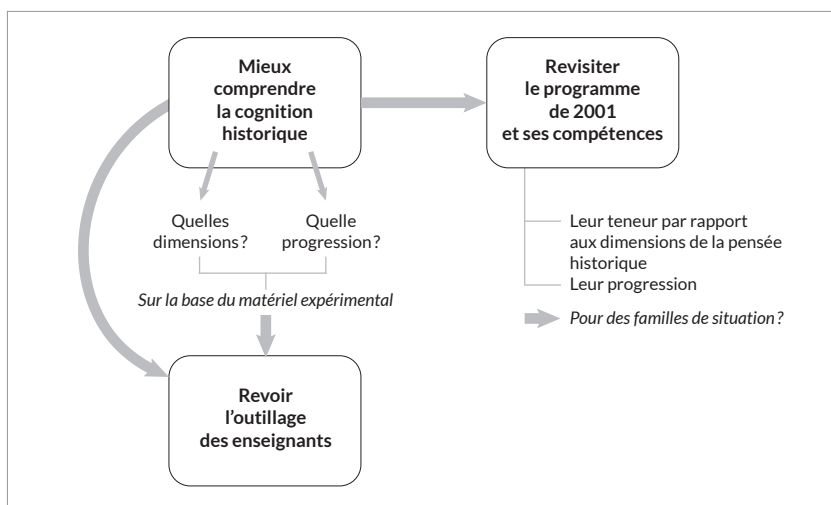 Mieux
comprendre
la cognition
historique
Revisiter
le programme
de 2001
et ses compétences
Quelles
dimensions ?
Quelle
progression ?
Sur la base du matériel expérimental
Leur teneur par rapport
aux dimensions de la pensée
historique
Leur progression
Pour des familles de situation ?
Revoir
l’outillage
des enseignants